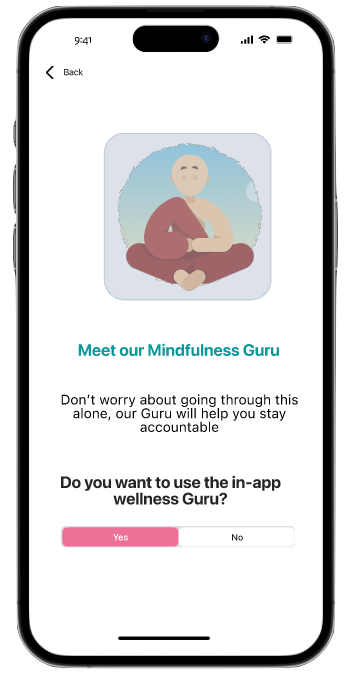 9:41
Back
Meet our Mindfulness Guru
Don’t worry about going through this
alone, our Guru will help you stay
accountable
Do you want to use the in-app
wellness Guru?
Yes No